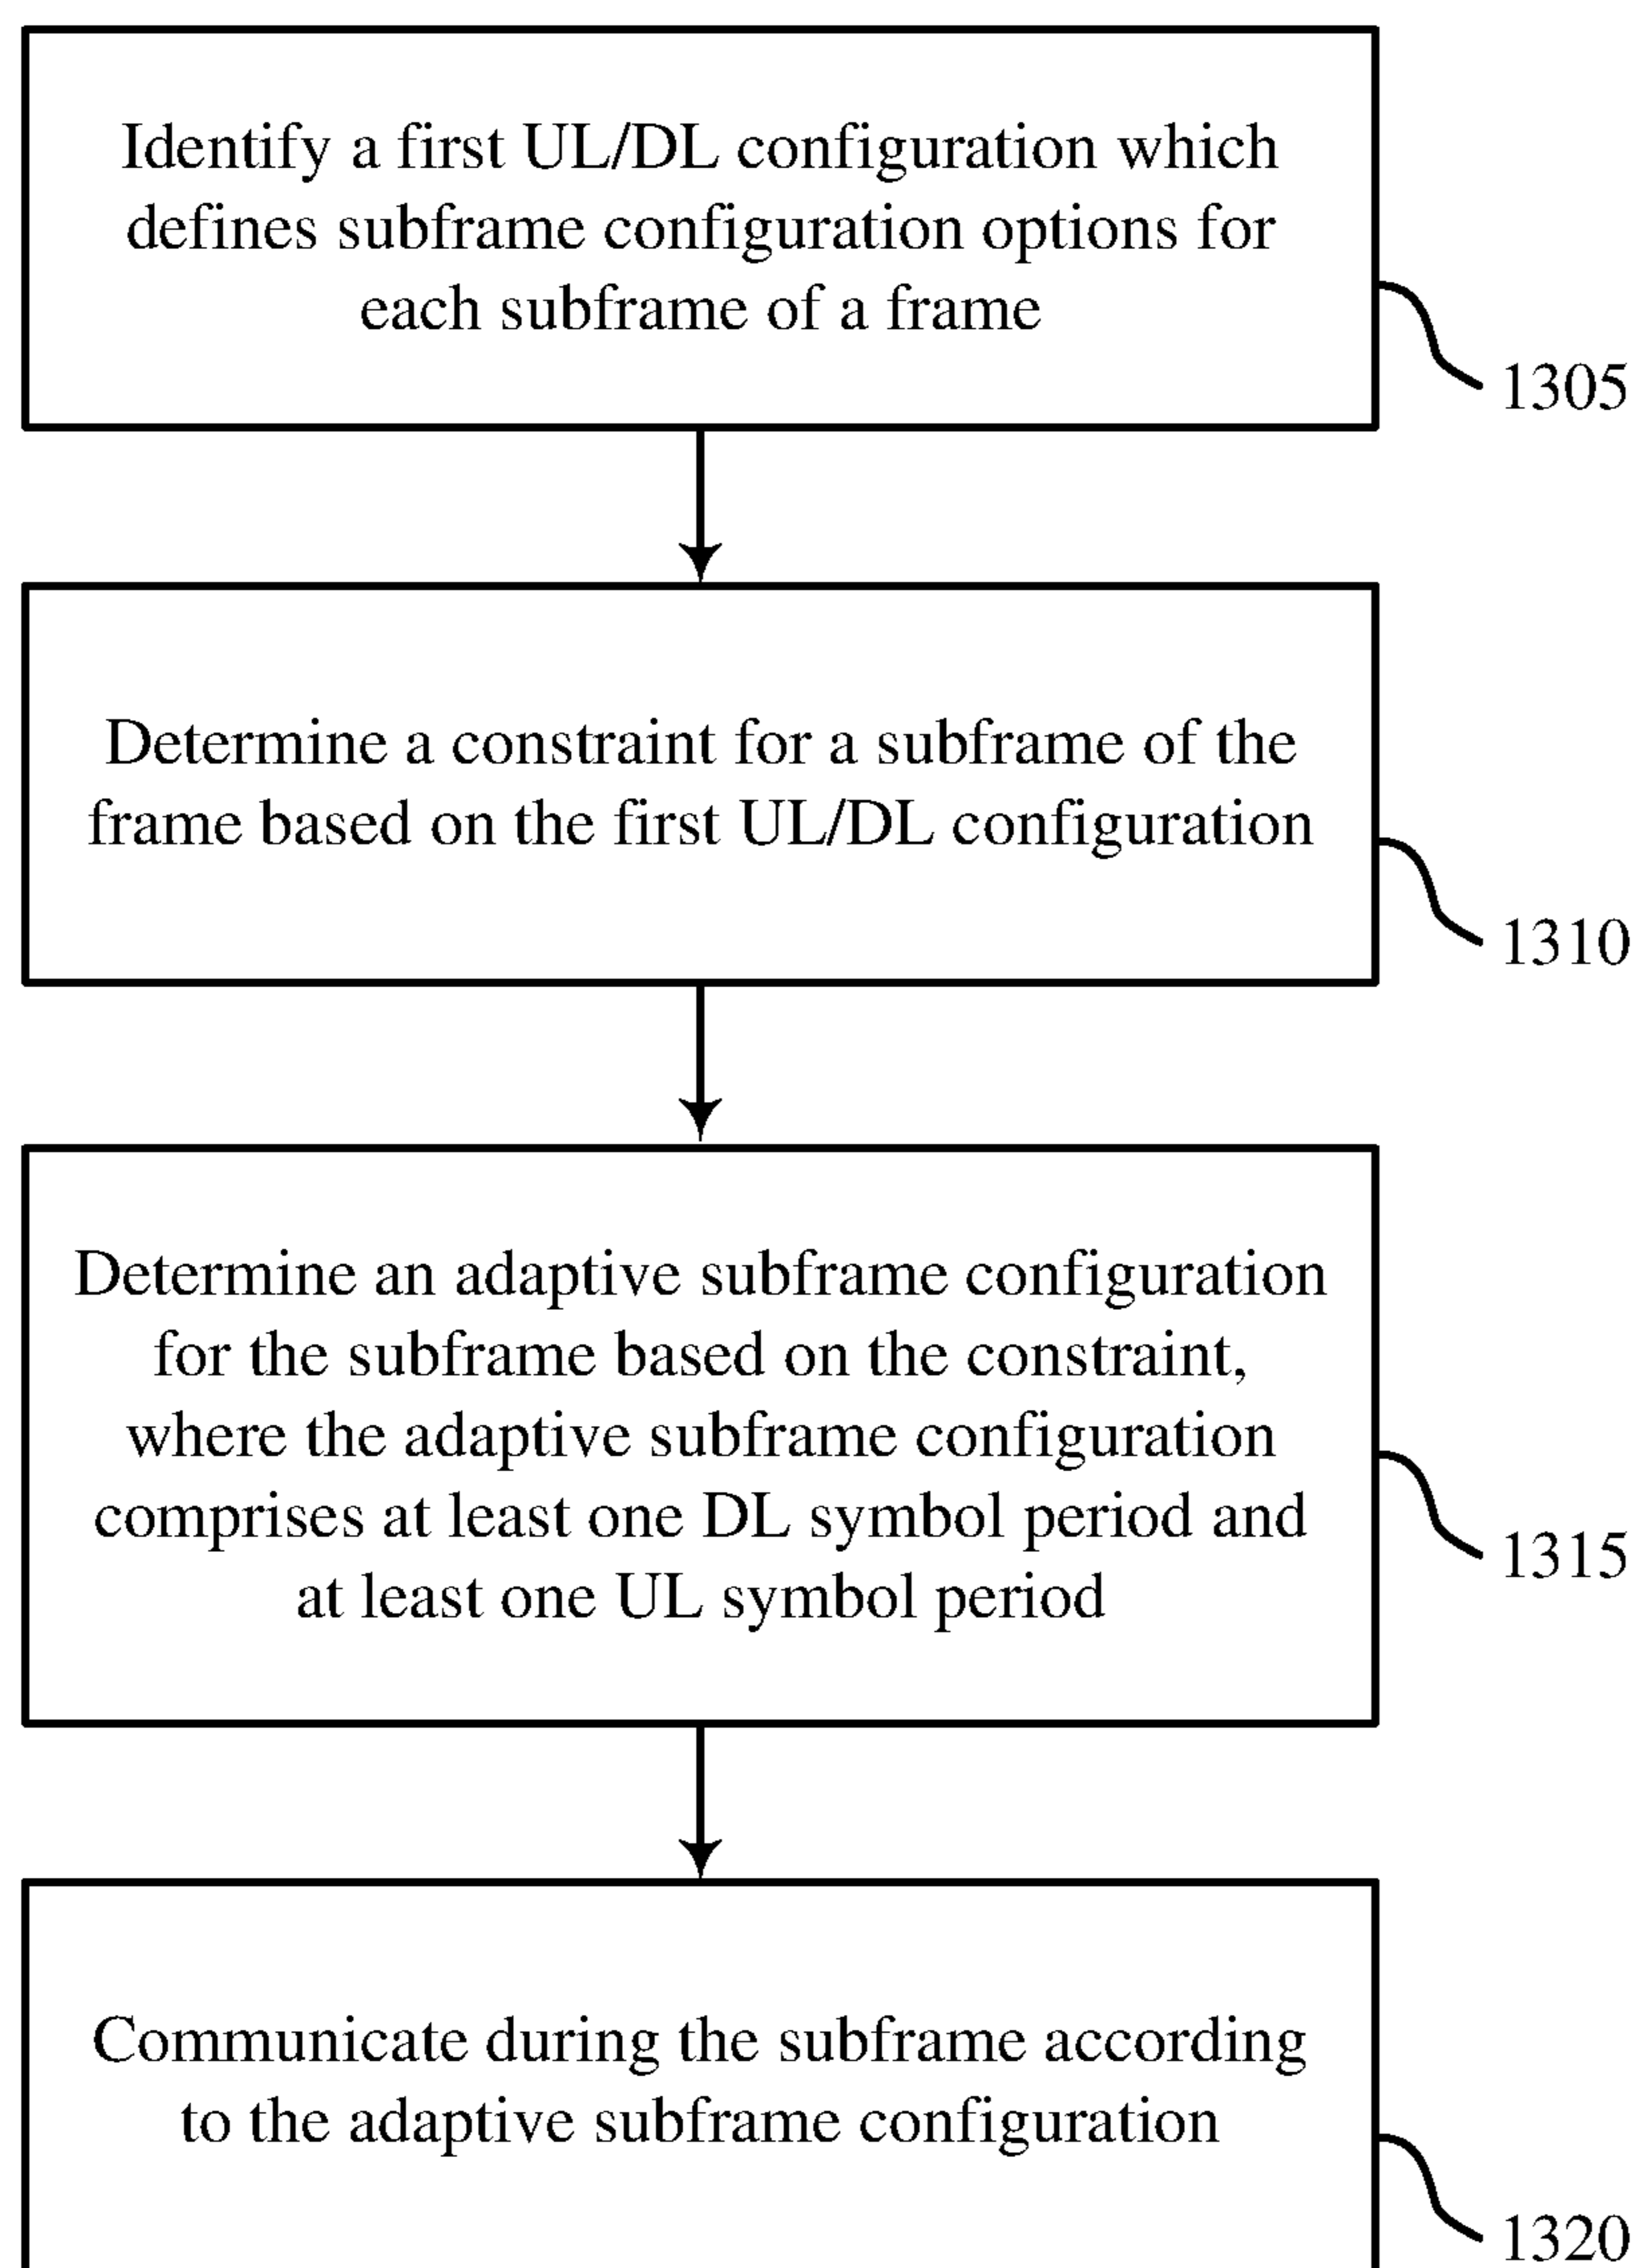 Identify a first UL/DL configuration which
defines subframe configuration options for
each subframe of a frame
1305
Determine a constraint for a subframe of the
frame based on the first UL/DL configuration
1310
Determine an adaptive subframe configuration
for the subframe based on the constraint,
where the adaptive subframe configuration
comprises at least one DL symbol period and
at least one UL symbol period
1315
Communicate during the subframe according
to the adaptive subframe configuration
1320